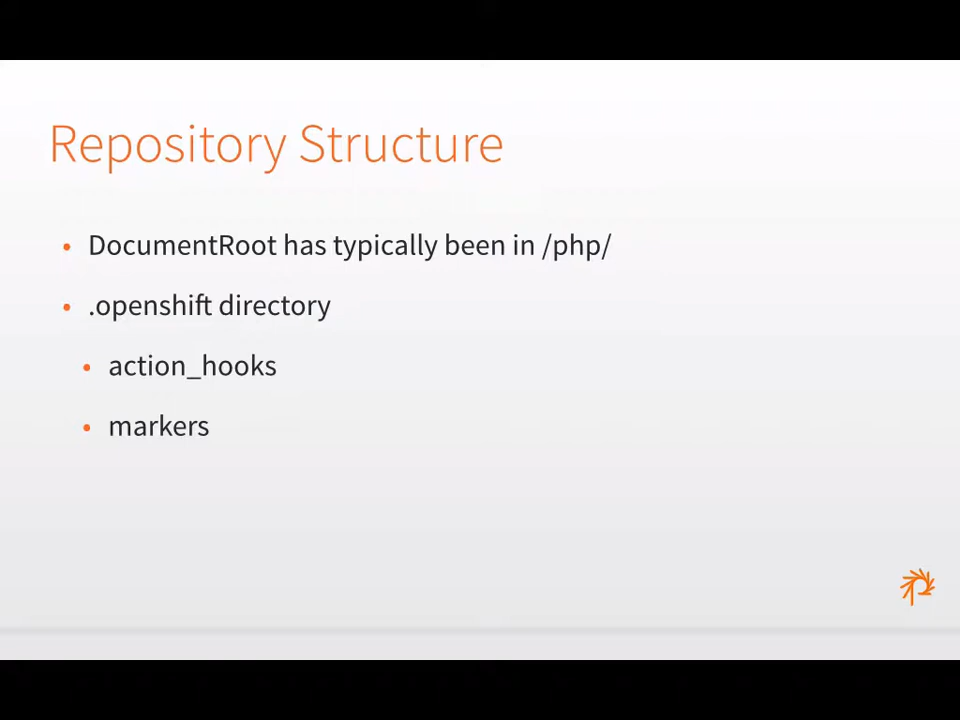 Repository Structure
• DocumentRoot has typically been in /php/
• .openshift directory
• action_hooks
• markers